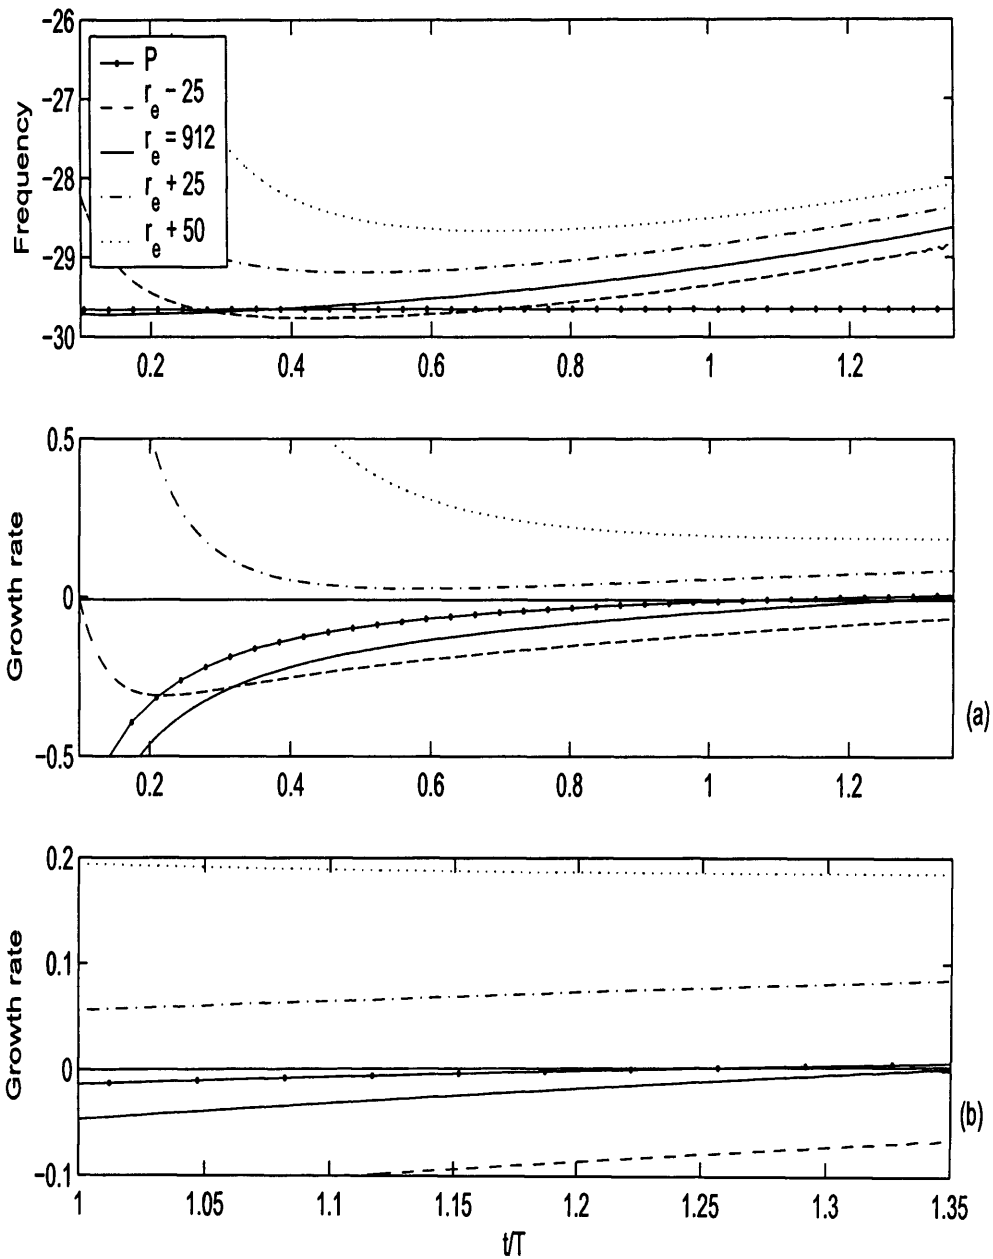 -26
-27
-28
-29
-30
Frequency
P
r_e - 25
r_e = 912
r_e + 25
r_e + 50
0.2 0.4 0.6 0.8 1 1.2
0.5
0
-0.5
Growth rate
(a)
0.2 0.4 0.6 0.8 1 1.2
0.2
0.1
0
-0.1
Growth rate
(b)
1 1.05 1.1 1.15 1.2 1.25 1.3 1.35
t/T